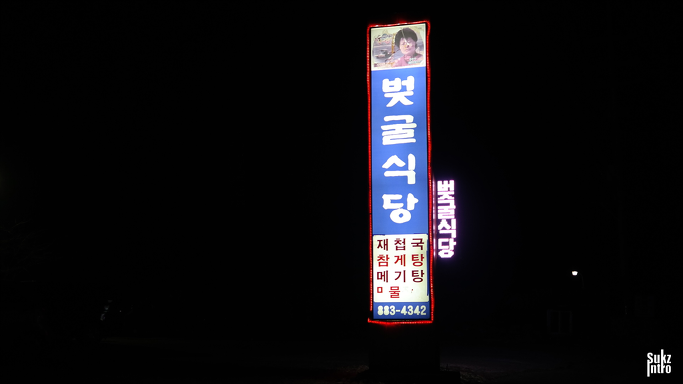 벚굴식당
재첩국
참게탕
메기탕
883-4342
벚굴식당
Sukz
Intro